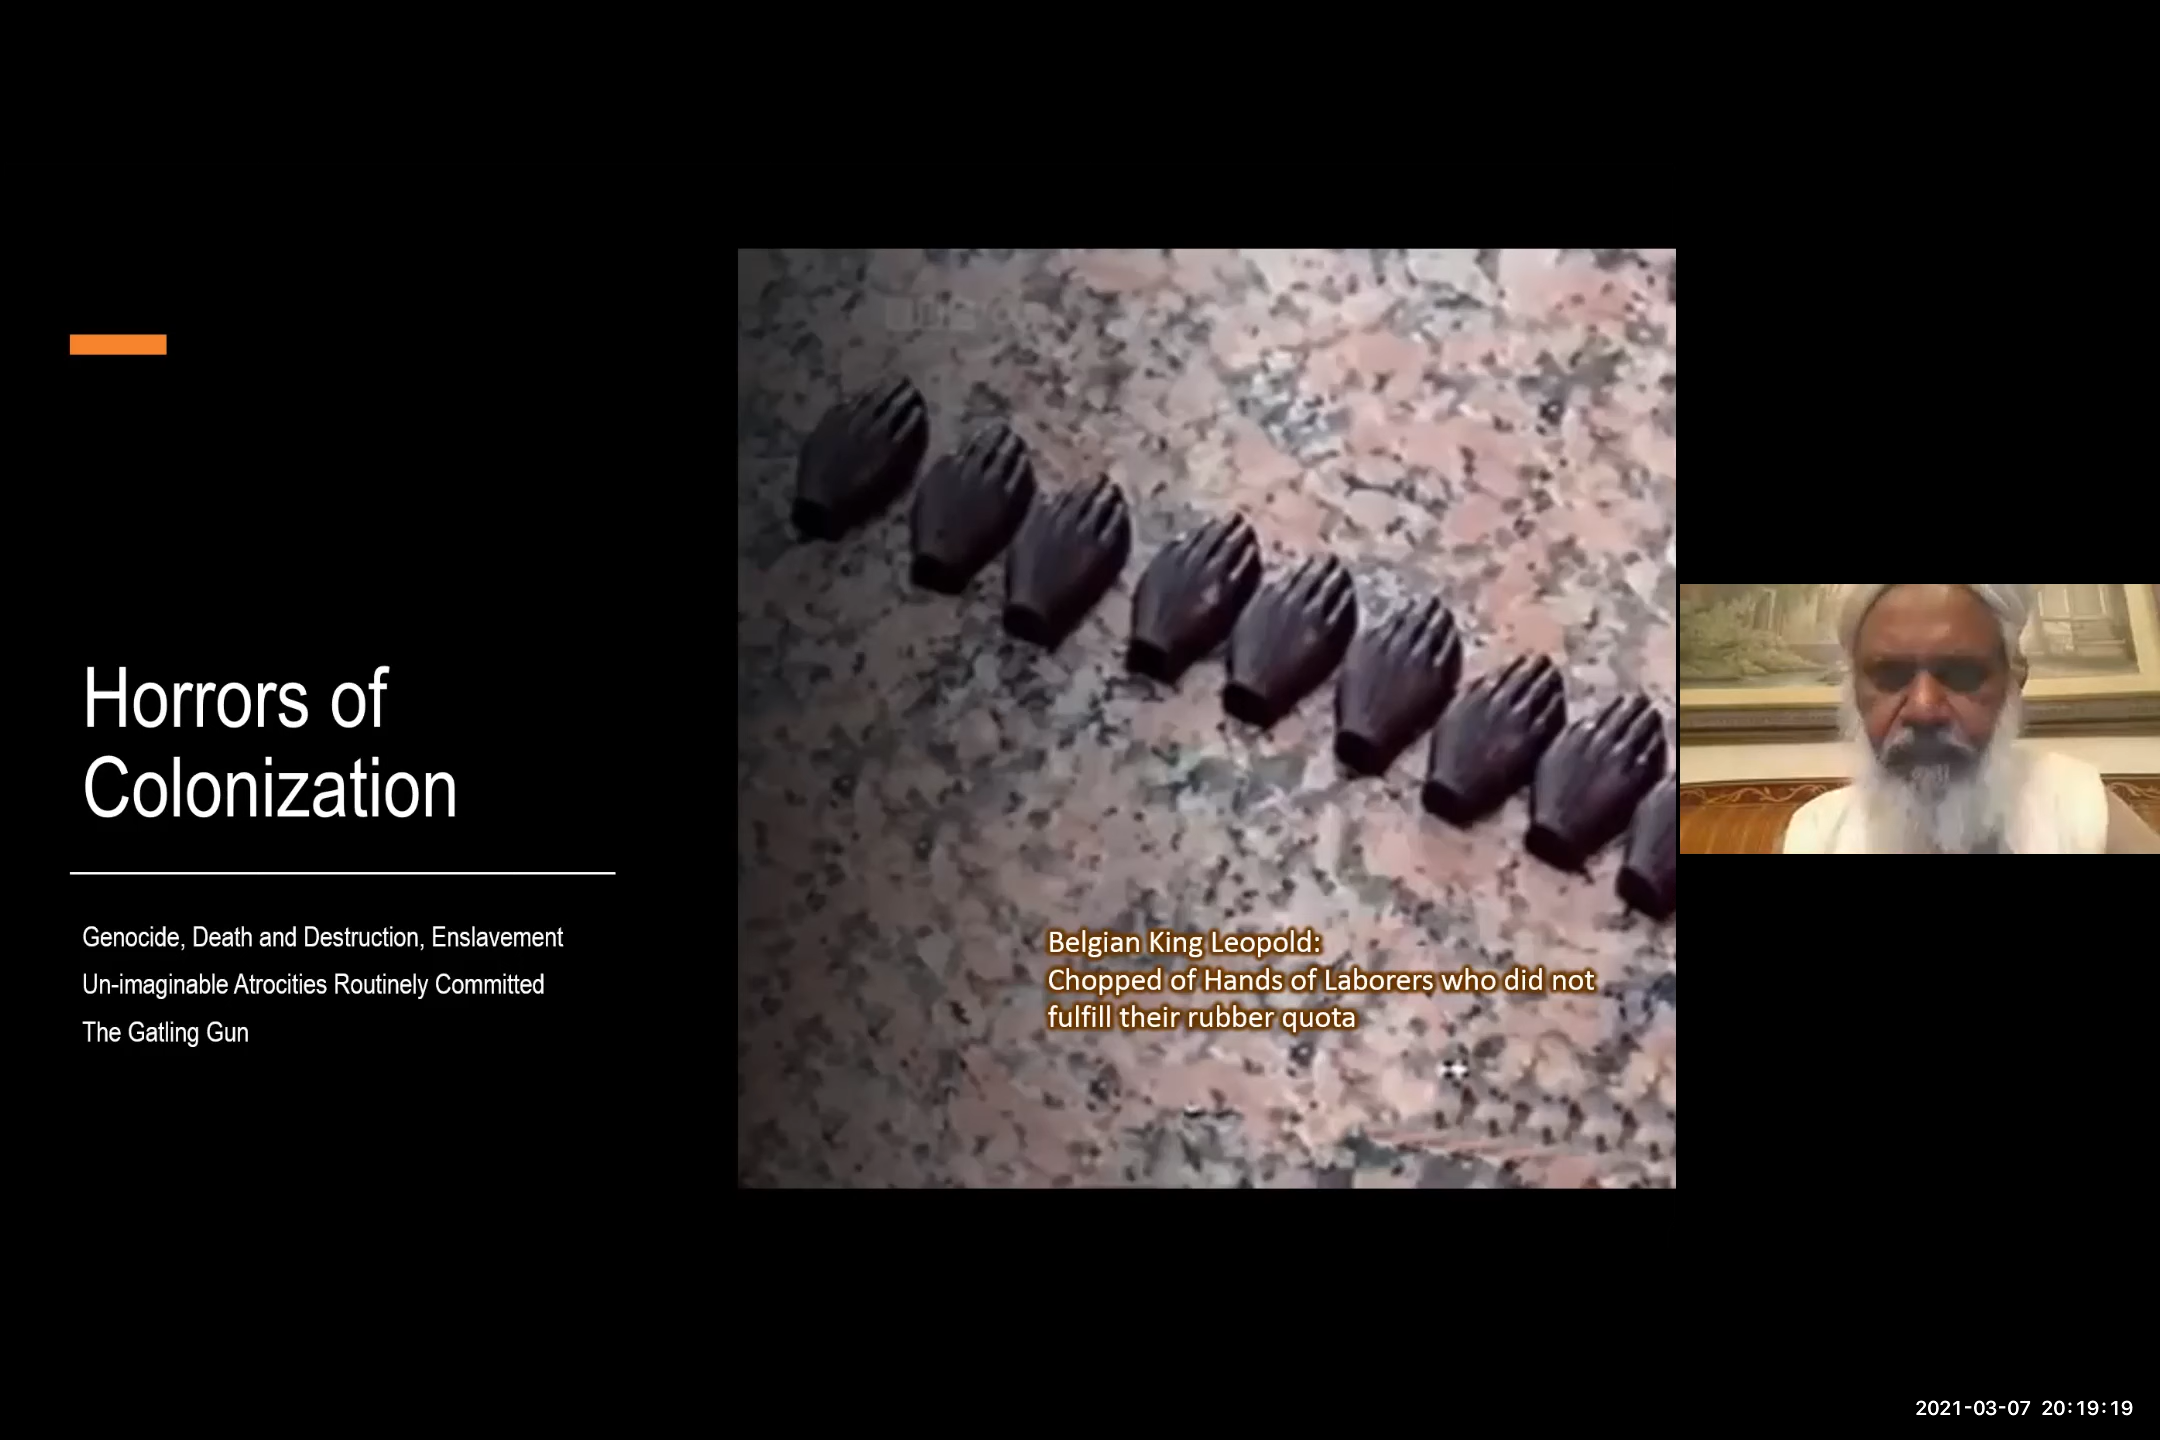 Horrors of
Colonization
Genocide, Death and Destruction, Enslavement
Un-imaginable Atrocities Routinely Committed
The Gatling Gun
Belgian King Leopold:
Chopped of Hands of Laborers who did not
fulfill their rubber quota
2021-03-07 20:19:19